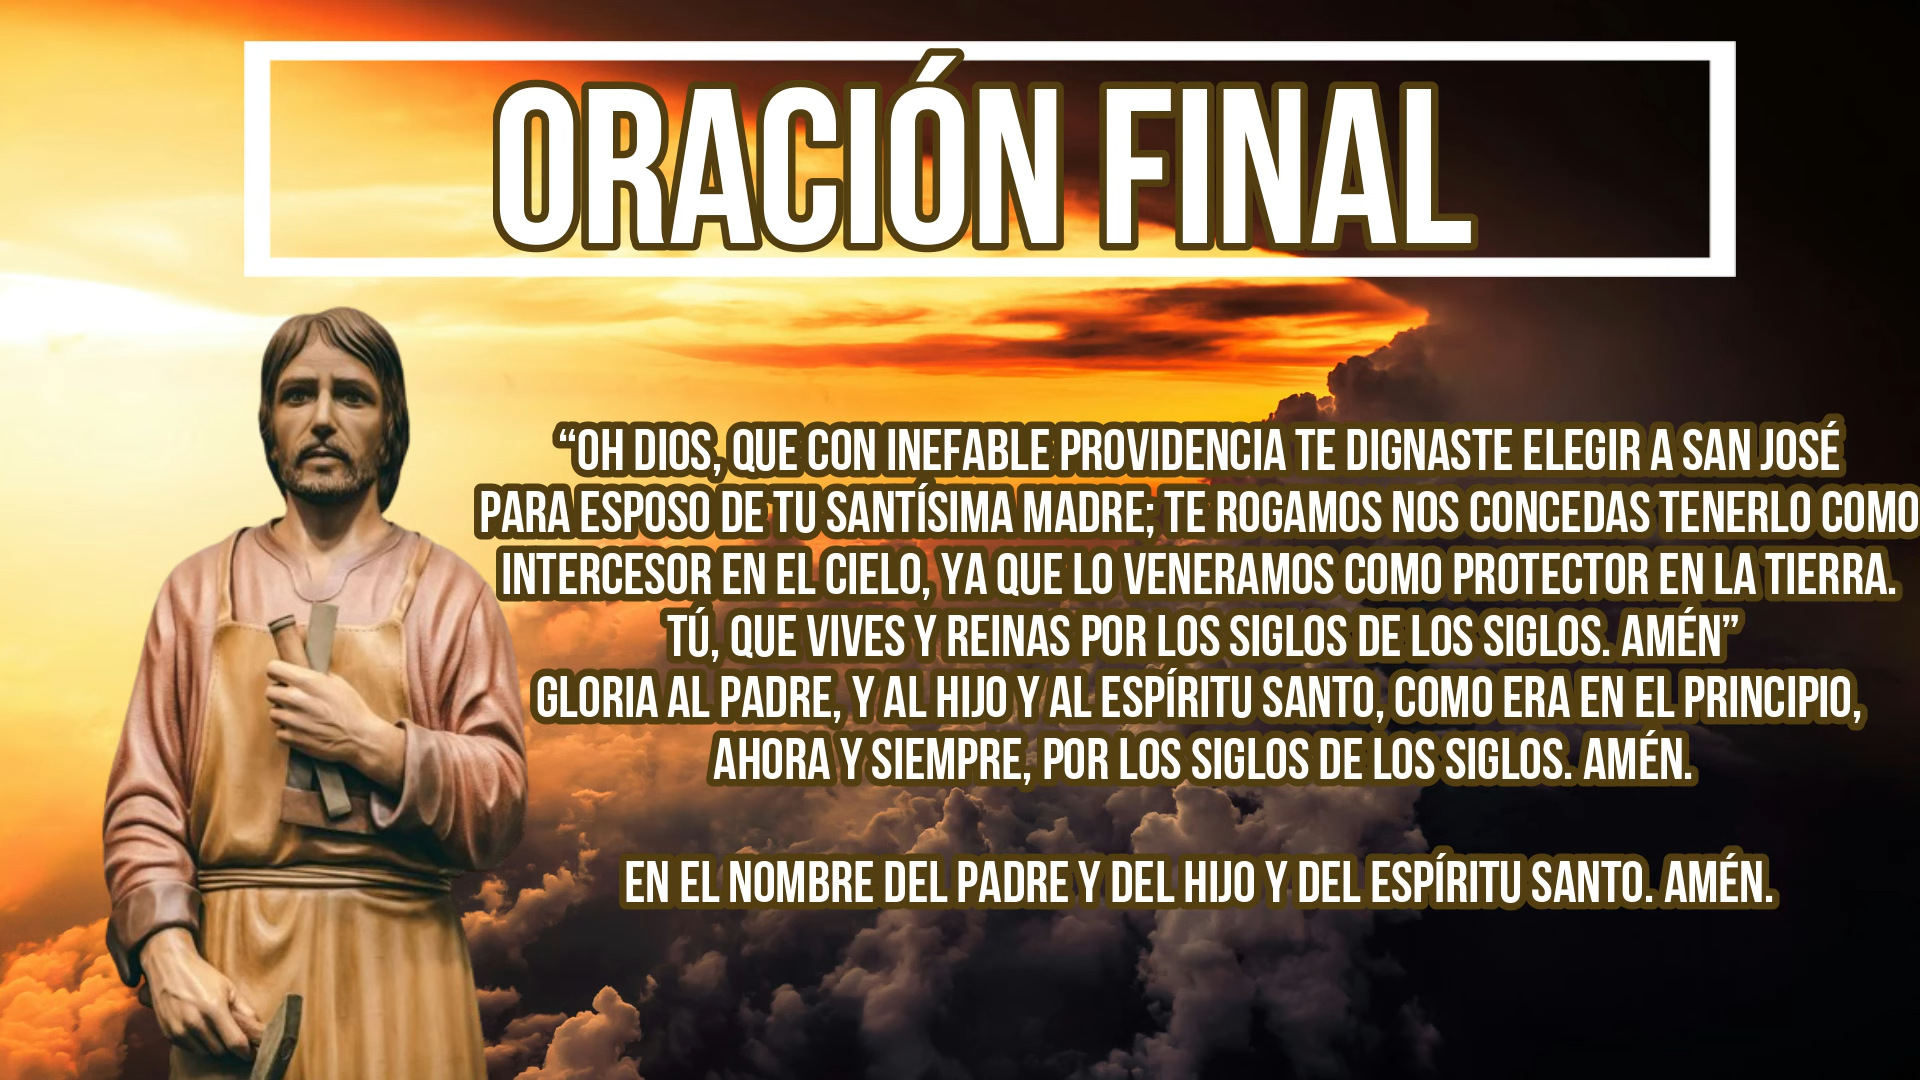 ORACIÓN FINAL
“OH DIOS, QUE CON INEFABLE PROVIDENCIA TE DIGNASTE ELEGIR A SAN JOSÉ
PARA ESPOSO DE TU SANTÍSIMA MADRE; TE ROGAMOS NOS CONCEDAS TENERLO COMO
INTERCESOR EN EL CIELO, YA QUE LO VENERAMOS COMO PROTECTOR EN LA TIERRA.
TÚ, QUE VIVES Y REINAS POR LOS SIGLOS DE LOS SIGLOS. AMÉN”
GLORIA AL PADRE, Y AL HIJO Y AL ESPÍRITU SANTO, COMO ERA EN EL PRINCIPIO,
AHORA Y SIEMPRE, POR LOS SIGLOS DE LOS SIGLOS. AMÉN.
EN EL NOMBRE DEL PADRE Y DEL HIJO Y DEL ESPÍRITU SANTO. AMÉN.